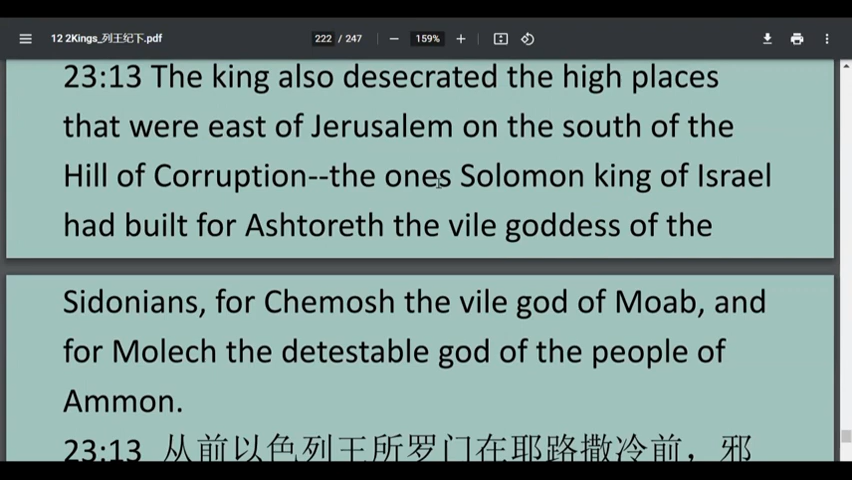 12 2Kings_列王纪下.pdf
222 / 247
159%
23:13 The king also desecrated the high places
that were east of Jerusalem on the south of the
Hill of Corruption--the ones Solomon king of Israel
had built for Ashtoreth the vile goddess of the
Sidonians, for Chemosh the vile god of Moab, and
for Molech the detestable god of the people of
Ammon.
23:13 从前以色列王所罗门在耶路撒冷前，邪